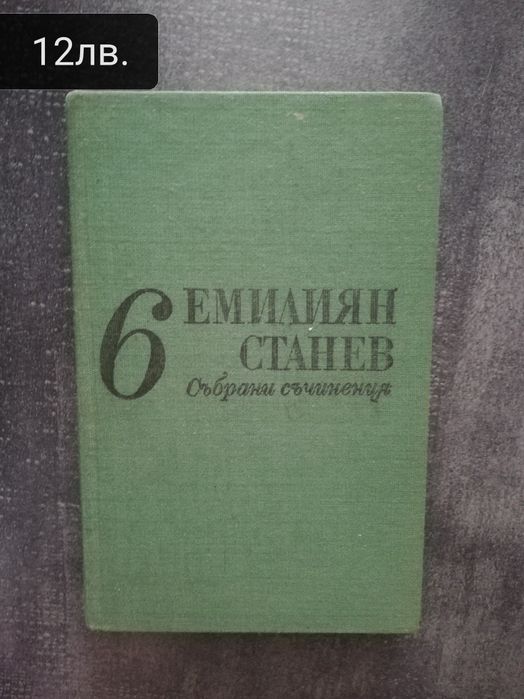 12лв.
6
ЕМИЛИЯН
СТАНЕВ
Събрани съчинения